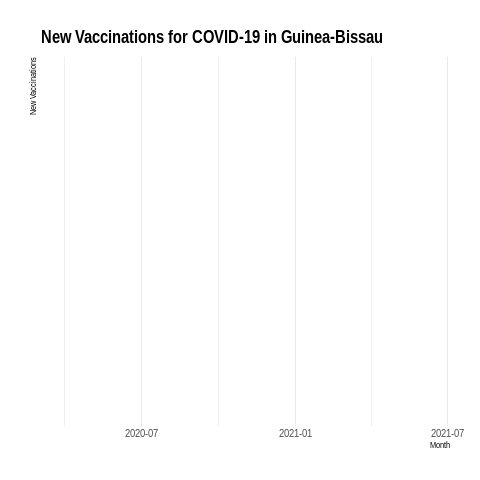 New Vaccinations for COVID-19 in Guinea-Bissau
New Vaccinations
2020-07
2021-01
2021-07
Month